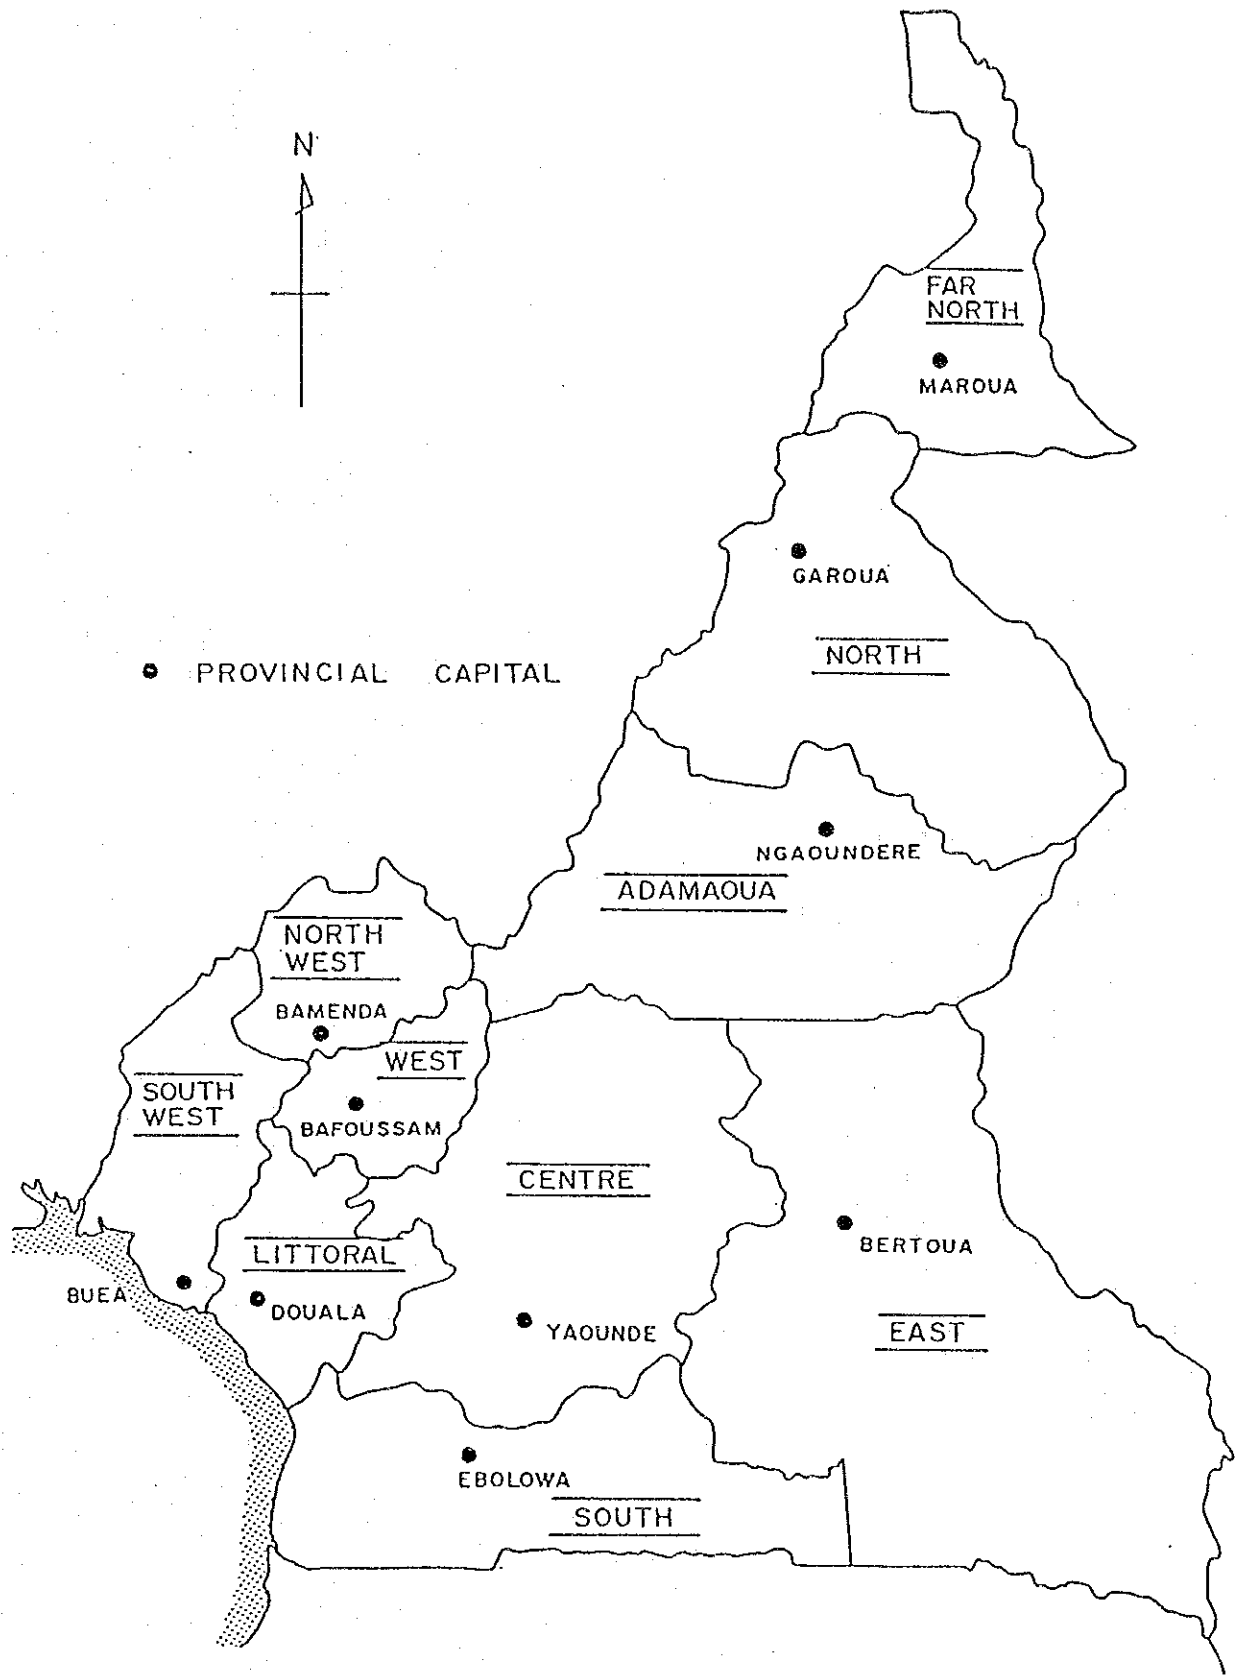 N
FAR
NORTH
MAROUA
GAROUA
NORTH
PROVINCIAL CAPITAL
NGAOUNDERE
ADAMAOUA
NORTH
WEST
BAMENDA
WEST
SOUTH
WEST
BAFOUSSAM
CENTRE
BERTOUA
LITTORAL
BUEA
DOUALA
YAOUNDE
EAST
EBOLOWA
SOUTH